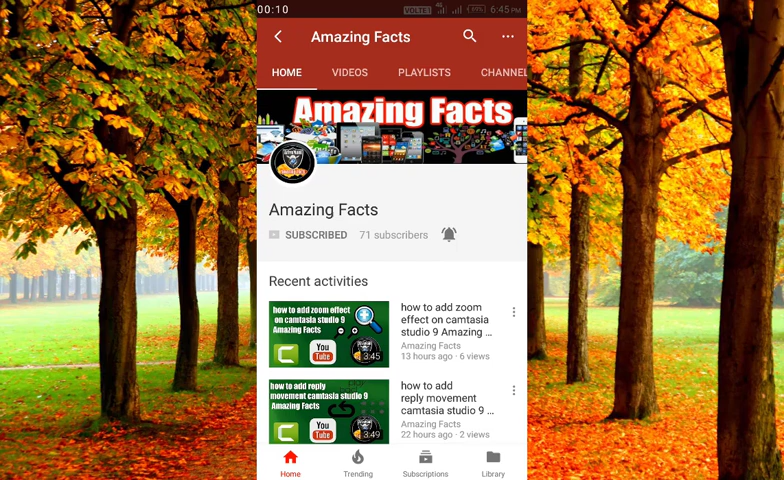 00:10
VOLTE 4G 6:45 PM
Amazing Facts
HOME VIDEOS PLAYLISTS CHANNEL
Amazing Facts
Amazing Facts
SUBSCRIBED 71 subscribers
Recent activities
how to add zoom effect
on camtasia studio 9
Amazing Facts
You
Tube
3:45
how to add zoom
effect on camtasia
studio 9 Amazing ...
Amazing Facts
13 hours ago · 6 views
how to add reply
movement camtasia studio 9
Amazing Facts
You
Tube
3:49
how to add
reply movement
camtasia studio 9 ...
Amazing Facts
22 hours ago · 2 views
Home Trending Subscriptions Library